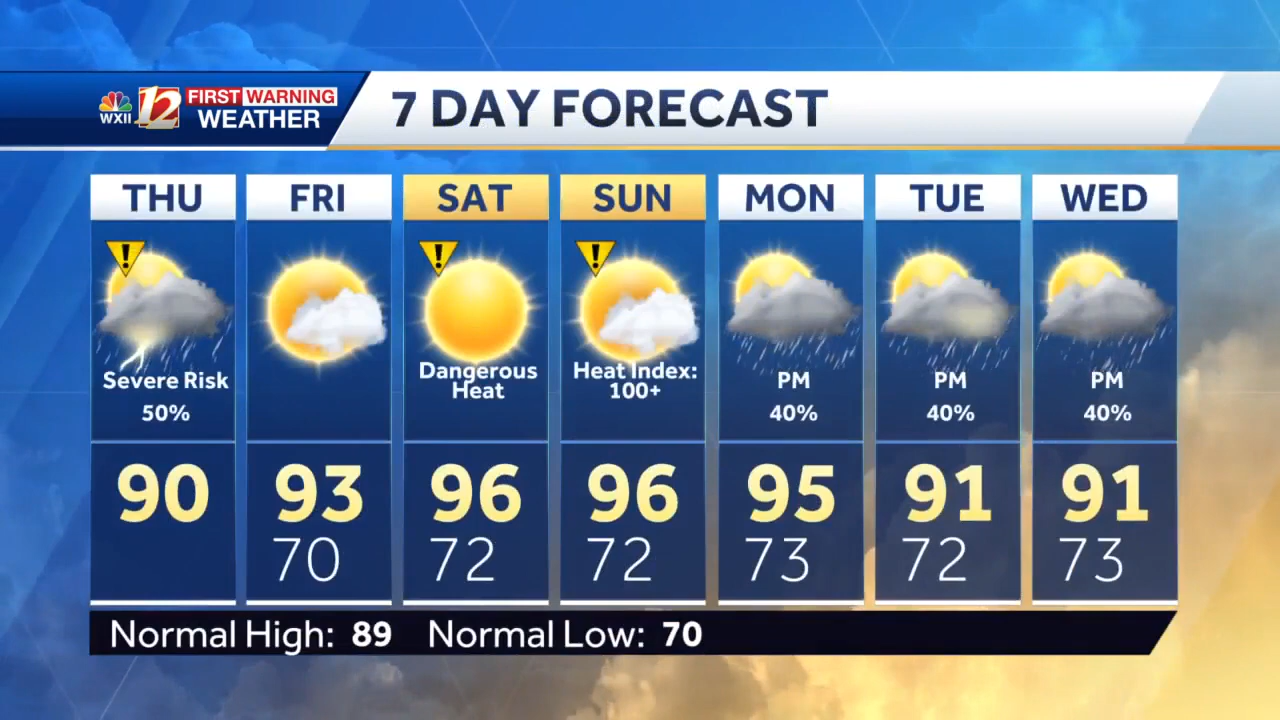 WXII 12 FIRST WARNING
WEATHER
7 DAY FORECAST
THU FRI SAT SUN MON TUE WED
! ! !
Severe Risk
50%
Dangerous
Heat
Heat Index:
100+
PM
40%
PM
40%
PM
40%
90 93 96 96 95 91 91
70 72 72 73 72 73
Normal High: 89 Normal Low: 70